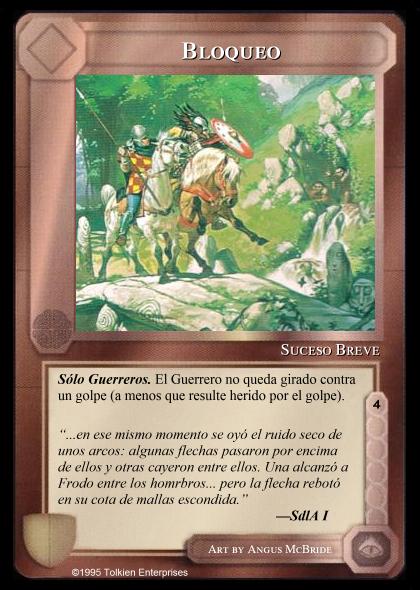 BLOQUEO
SUCESO BREVE
Sólo Guerreros. El Guerrero no queda girado contra
un golpe (a menos que resulte herido por el golpe).
4
“...en ese mismo momento se oyó el ruido seco de
unos arcos: algunas flechas pasaron por encima
de ellos y otras cayeron entre ellos. Una alcanzó a
Frodo entre los homrbros... pero la flecha rebotó
en su cota de mallas escondida.”
—SdlA I
ART BY ANGUS MCBRIDE
©1995 Tolkien Enterprises